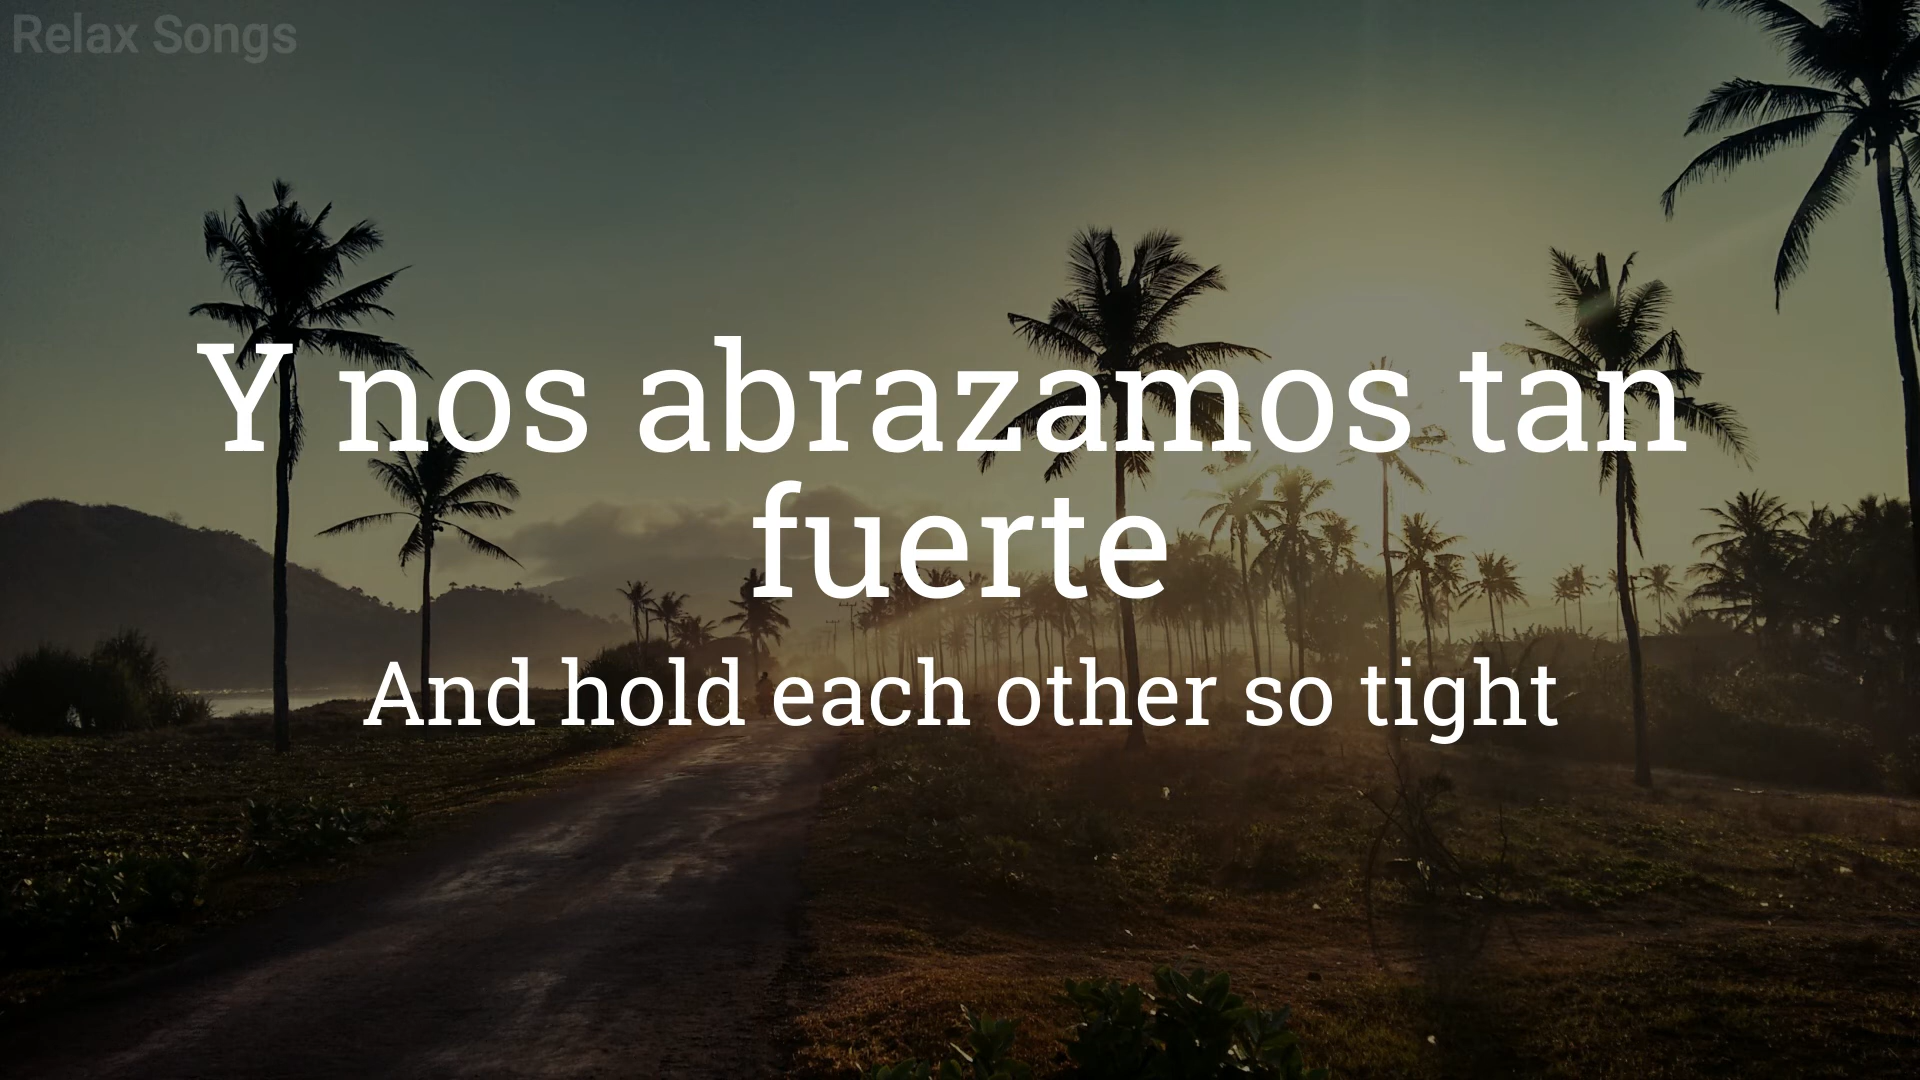 Relax Songs
Y nos abrazamos tan
fuerte
And hold each other so tight